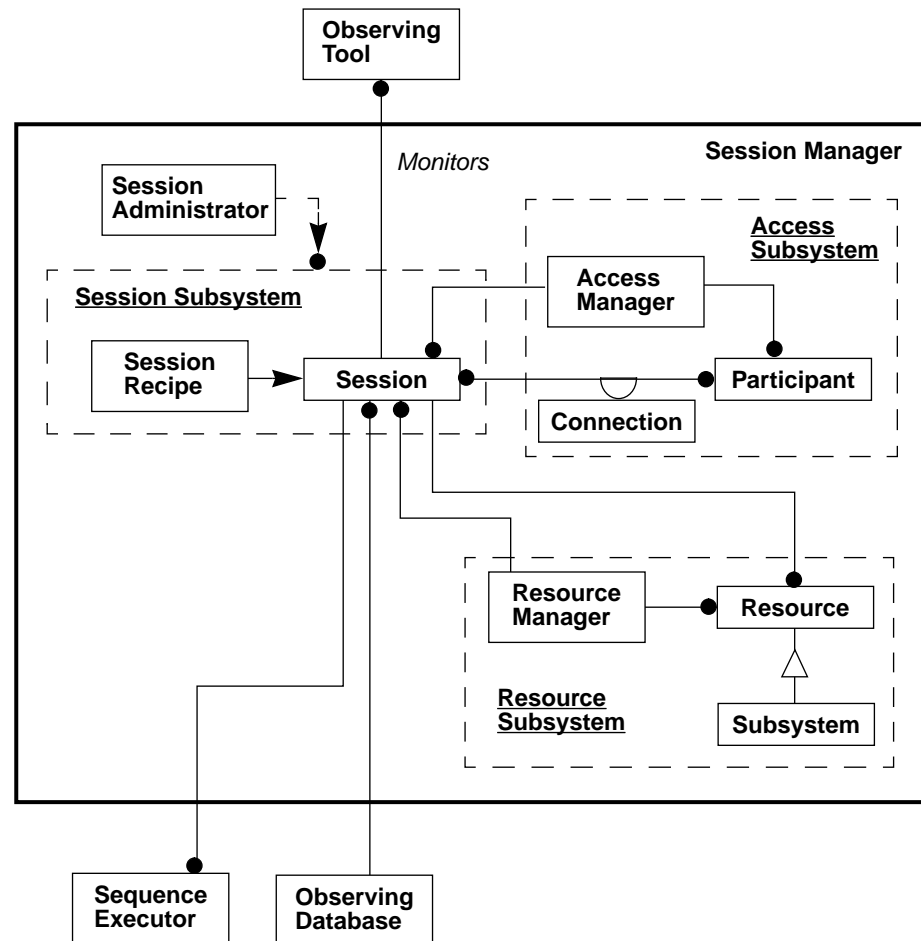 Observing
Tool
Monitors
Session Manager
Session
Administrator
Access
Subsystem
Access
Manager
Session Subsystem
Session
Recipe
Session
Participant
Connection
Resource
Manager
Resource
Resource
Subsystem
Subsystem
Sequence
Executor
Observing
Database